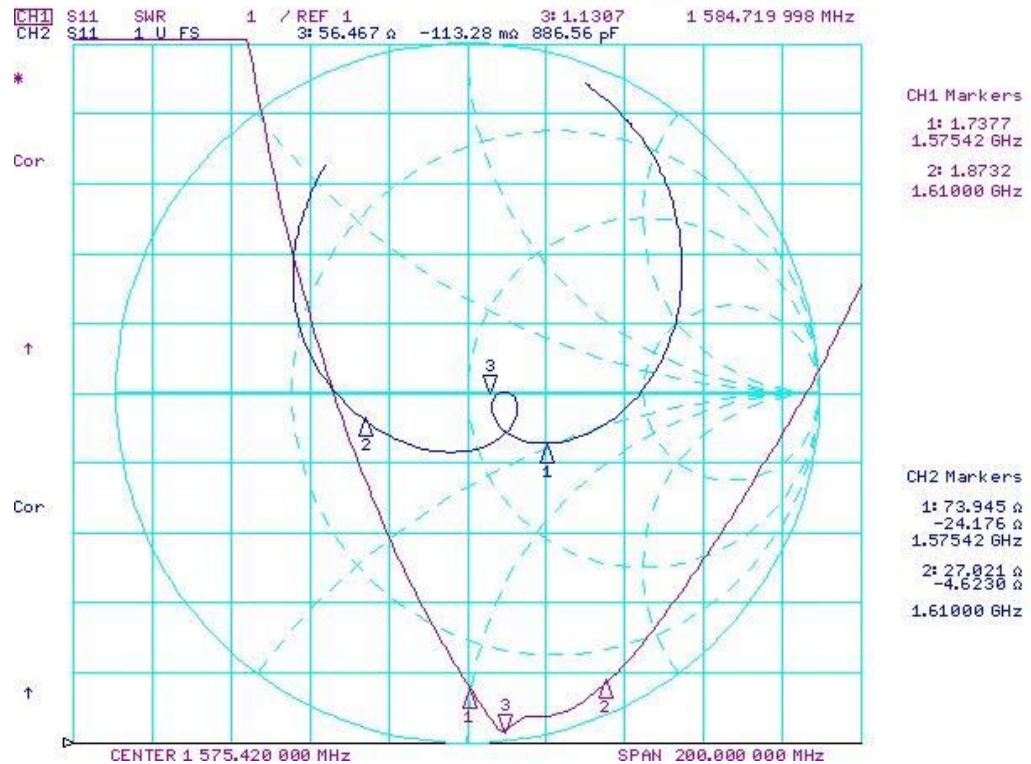 CH1 S11 SWR 1 / REF 1 3: 1.1307 1 584.719 998 MHz
CH2 S11 1 U FS 3: 56.467 Ω -113.28 mΩ 886.56 pF
*
Cor
↑
Cor
↑
CH1 Markers
1: 1.7377
1.57542 GHz
2: 1.8732
1.61000 GHz
3
2
1
CH2 Markers
1: 73.945 Ω
-24.176 Ω
1.57542 GHz
2: 27.021 Ω
-4.6230 Ω
1.61000 GHz
1
3
2
CENTER 1 575.420 000 MHz SPAN 200.000 000 MHz